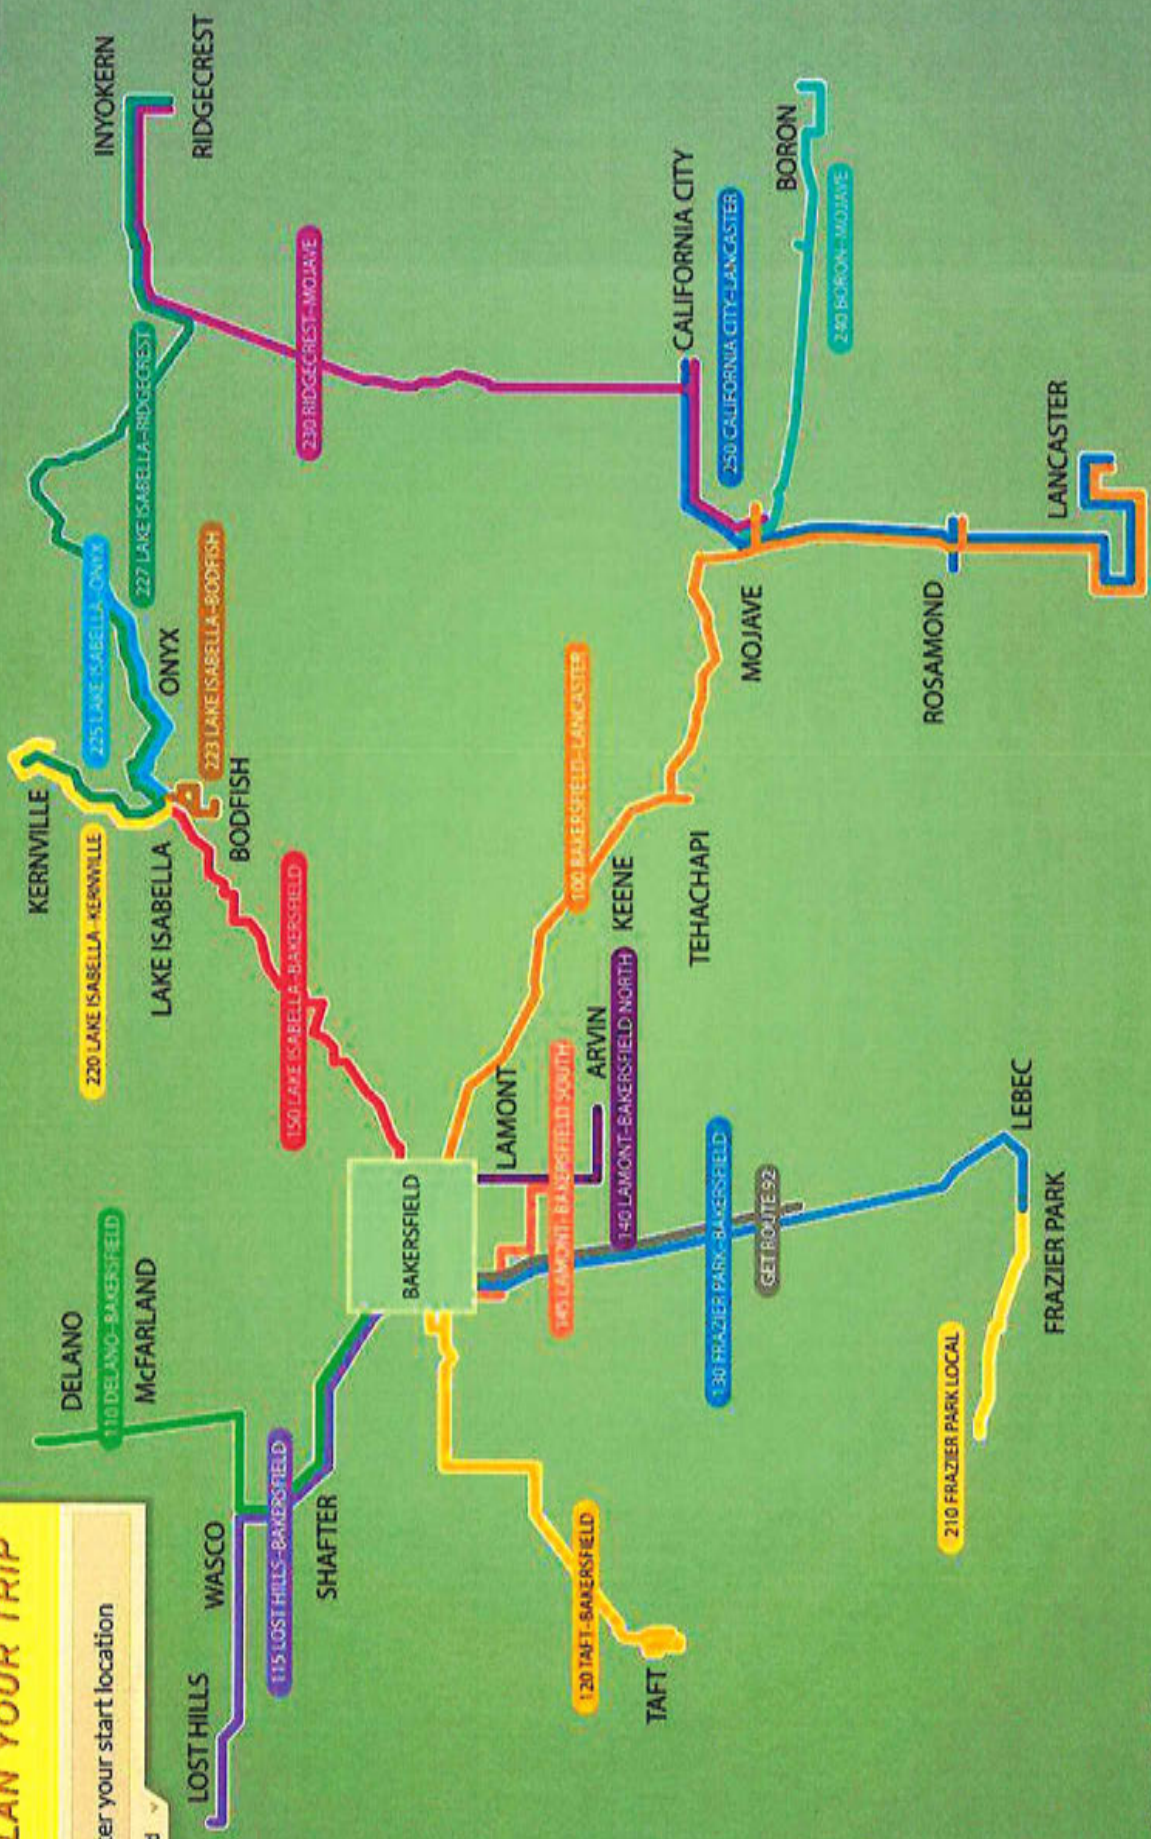 PLAN YOUR TRIP
er your start location
d
DELANO
110 DELANO-BAKERSFIELD
McFARLAND
WASCO
LOST HILLS
115 LOST HILLS-BAKERSFIELD
SHAFTER
KERNVILLE
220 LAKE ISABELLA-KERNVILLE
LAKE ISABELLA
225 LAKE ISABELLA-ONYX
227 LAKE ISABELLA-RIDGECREST
ONYX
223 LAKE ISABELLA-BODFISH
BODFISH
INYOKERN
RIDGECREST
150 LAKE ISABELLA-BAKERSFIELD
230 RIDGECREST-MOJAVE
BAKERSFIELD
LAMONT
145 LAMONT-BAKERSFIELD SOUTH
ARVIN
140 LAMONT-BAKERSFIELD NORTH
100 BAKERSFIELD-LANCASTER
KEENE
TEHACHAPI
120 TAFT-BAKERSFIELD
TAFT
130 FRAZIER PARK-BAKERSFIELD
GET ROUTE 92
CALIFORNIA CITY
250 CALIFORNIA CITY-LANCASTER
BORON
240 BORON-MOJAVE
MOJAVE
ROSAMOND
LANCASTER
210 FRAZIER PARK LOCAL
LEBEC
FRAZIER PARK